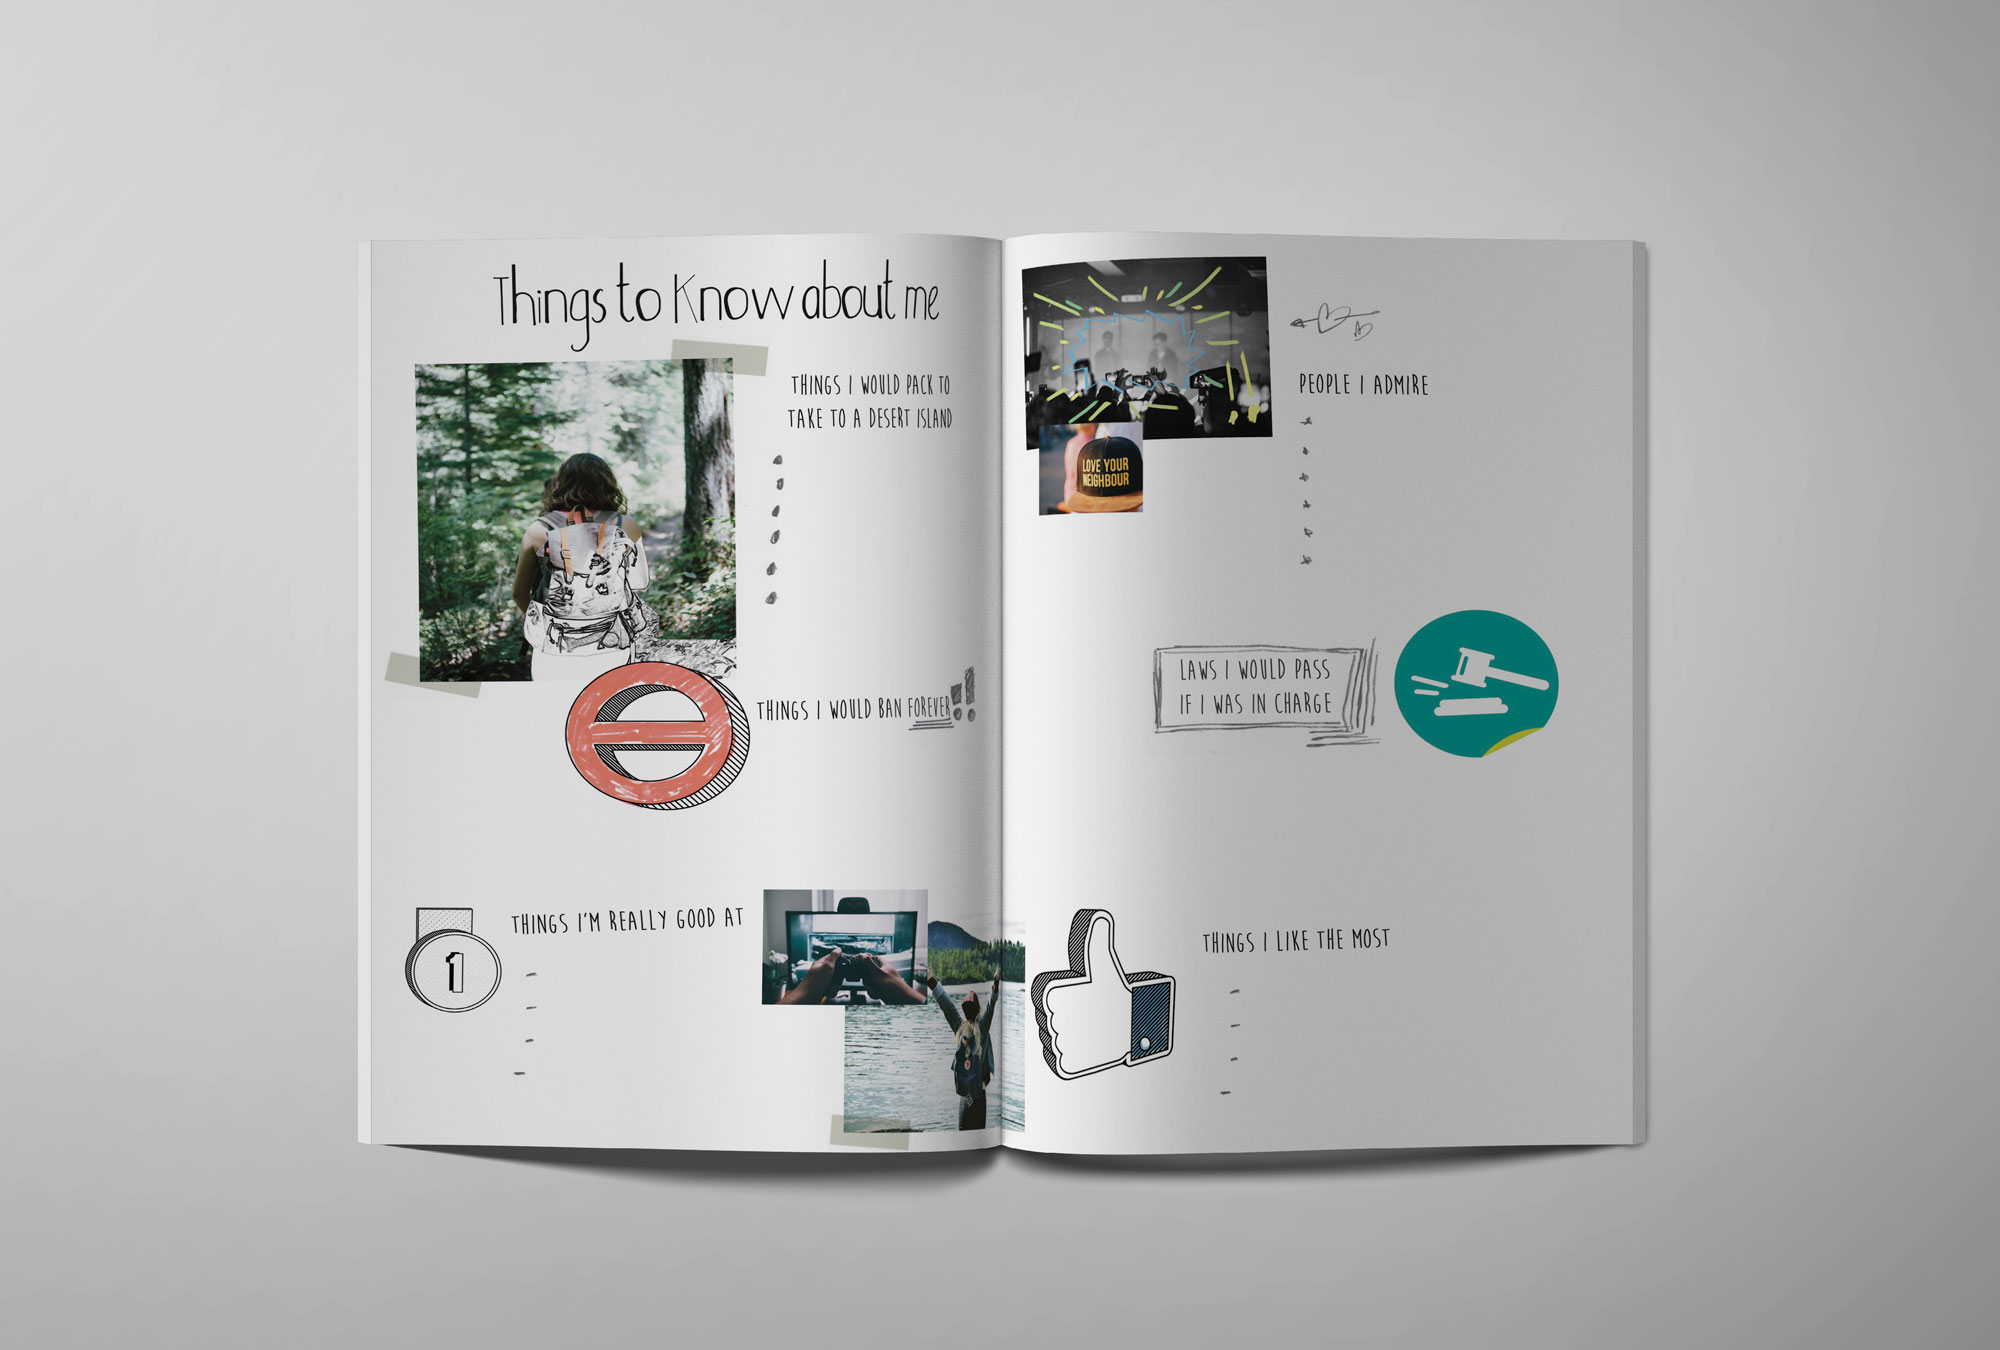 Things to Know about me
THINGS I WOULD PACK TO
TAKE TO A DESERT ISLAND
THINGS I WOULD BAN FOREVER!!
1
THINGS I'M REALLY GOOD AT
PEOPLE I ADMIRE
LOVE YOUR
NEIGHBOUR
LAWS I WOULD PASS
IF I WAS IN CHARGE
THINGS I LIKE THE MOST